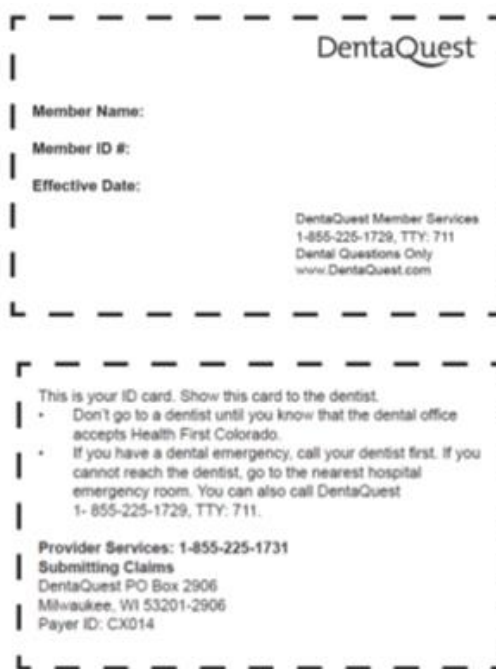 DentaQuest
Member Name:
Member ID #:
Effective Date:
DentaQuest Member Services
1-855-225-1729, TTY: 711
Dental Questions Only
www.DentaQuest.com
This is your ID card. Show this card to the dentist.
• Don't go to a dentist until you know that the dental office
accepts Health First Colorado.
• If you have a dental emergency, call your dentist first. If you
cannot reach the dentist, go to the nearest hospital
emergency room. You can also call DentaQuest
1- 855-225-1729, TTY: 711.
Provider Services: 1-855-225-1731
Submitting Claims
DentaQuest PO Box 2906
Milwaukee, WI 53201-2906
Payer ID: CX014